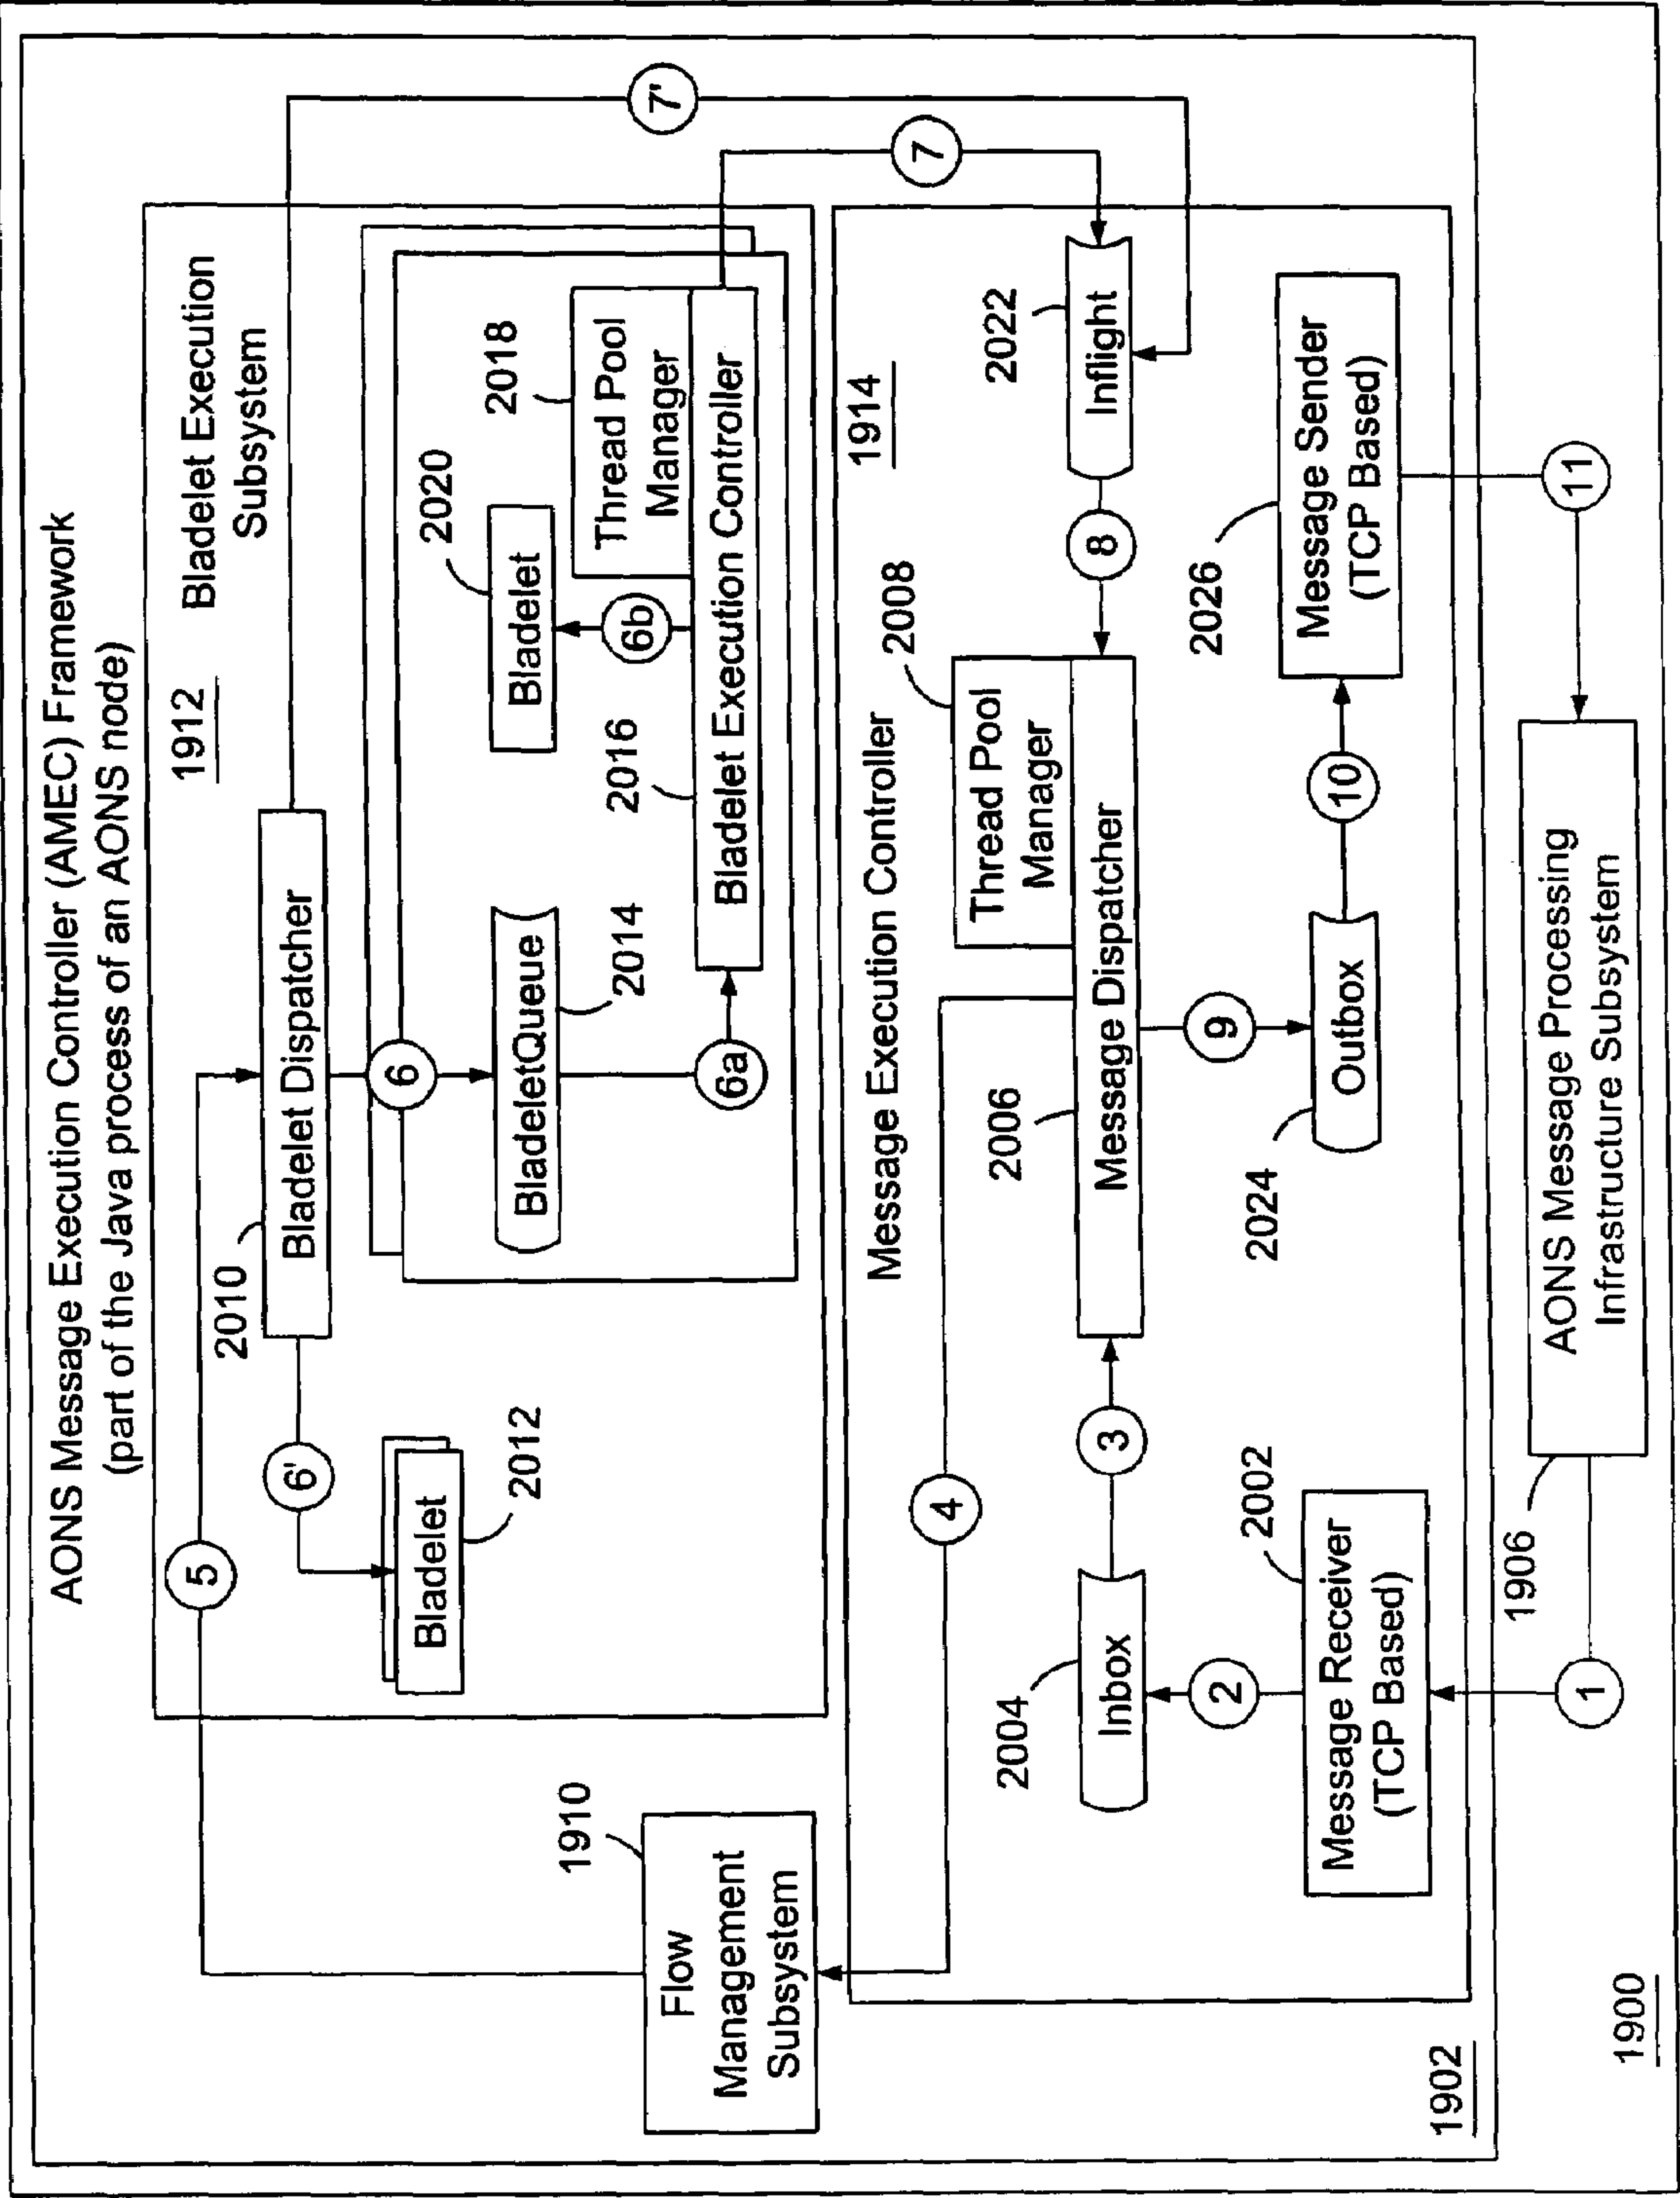 AONS Message Execution Controller (AMEC) Framework
(part of the Java process of an AONS node)
1912
Bladelet Execution
Subsystem
5
2010
Bladelet Dispatcher
7'
6'
6
Bladelet
2012
BladeletQueue
2014
6a
2020
Bladelet
6b
2018
Thread Pool
Manager
2016
Bladelet Execution Controller
7
1910
Flow
Management
Subsystem
Message Execution Controller
1914
4
2008
Thread Pool
Manager
2006
Message Dispatcher
2022
Inflight
8
3
2004
Inbox
2
9
2002
Message Receiver
(TCP Based)
2024
Outbox
10
2026
Message Sender
(TCP Based)
1902
1
11
1906
AONS Message Processing
Infrastructure Subsystem
1900